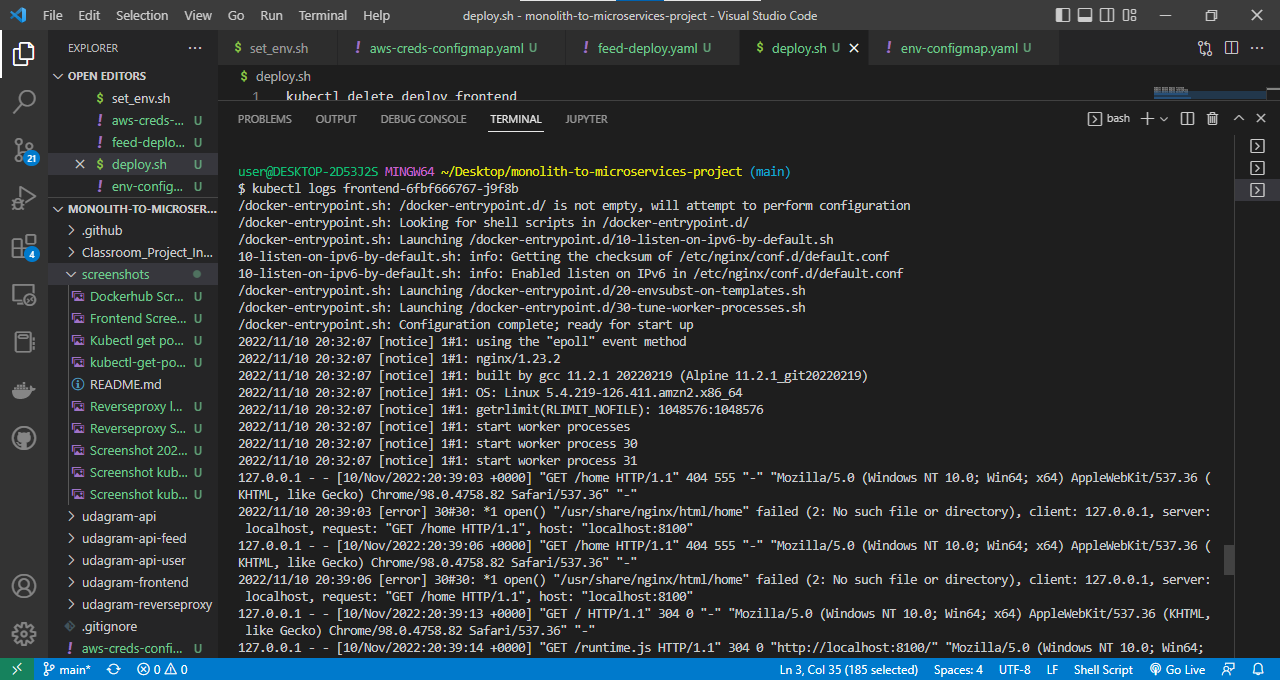 File Edit Selection View Go Run Terminal Help
deploy.sh - monolith-to-microservices-project - Visual Studio Code
EXPLORER ···
$ set_env.sh
! aws-creds-configmap.yaml U
! feed-deploy.yaml U
$ deploy.sh U
! env-configmap.yaml U
OPEN EDITORS
$ set_env.sh
! aws-creds-... U
! feed-deplo... U
$ deploy.sh U
! env-config... U
MONOLITH-TO-MICROSER...
.github
Classroom_Project_In...
screenshots
Dockerhub Scr... U
Frontend Scree... U
Kubectl get po... U
kubectl-get-po... U
README.md
Reverseproxy l... U
Reverseproxy S... U
Screenshot 202... U
Screenshot kub... U
Screenshot kub... U
udagram-api
udagram-api-feed
udagram-api-user
udagram-frontend
udagram-reverseproxy
.gitignore
! aws-creds-confi... U
21
4
$ deploy.sh
1 kubectl delete deploy frontend
PROBLEMS OUTPUT DEBUG CONSOLE TERMINAL JUPYTER
bash
user@DESKTOP-2D53J2S MINGW64 ~/Desktop/monolith-to-microservices-project (main)
$ kubectl logs frontend-6fbf666767-j9f8b
/docker-entrypoint.sh: /docker-entrypoint.d/ is not empty, will attempt to perform configuration
/docker-entrypoint.sh: Looking for shell scripts in /docker-entrypoint.d/
/docker-entrypoint.sh: Launching /docker-entrypoint.d/10-listen-on-ipv6-by-default.sh
10-listen-on-ipv6-by-default.sh: info: Getting the checksum of /etc/nginx/conf.d/default.conf
10-listen-on-ipv6-by-default.sh: info: Enabled listen on IPv6 in /etc/nginx/conf.d/default.conf
/docker-entrypoint.sh: Launching /docker-entrypoint.d/20-envsubst-on-templates.sh
/docker-entrypoint.sh: Launching /docker-entrypoint.d/30-tune-worker-processes.sh
/docker-entrypoint.sh: Configuration complete; ready for start up
2022/11/10 20:32:07 [notice] 1#1: using the "epoll" event method
2022/11/10 20:32:07 [notice] 1#1: nginx/1.23.2
2022/11/10 20:32:07 [notice] 1#1: built by gcc 11.2.1 20220219 (Alpine 11.2.1_git20220219)
2022/11/10 20:32:07 [notice] 1#1: OS: Linux 5.4.219-126.411.amzn2.x86_64
2022/11/10 20:32:07 [notice] 1#1: getrlimit(RLIMIT_NOFILE): 1048576:1048576
2022/11/10 20:32:07 [notice] 1#1: start worker processes
2022/11/10 20:32:07 [notice] 1#1: start worker process 30
2022/11/10 20:32:07 [notice] 1#1: start worker process 31
127.0.0.1 - - [10/Nov/2022:20:39:03 +0000] "GET /home HTTP/1.1" 404 555 "-" "Mozilla/5.0 (Windows NT 10.0; Win64; x64) AppleWebKit/537.36 (
KHTML, like Gecko) Chrome/98.0.4758.82 Safari/537.36" "-"
2022/11/10 20:39:03 [error] 30#30: *1 open() "/usr/share/nginx/html/home" failed (2: No such file or directory), client: 127.0.0.1, server:
localhost, request: "GET /home HTTP/1.1", host: "localhost:8100"
127.0.0.1 - - [10/Nov/2022:20:39:06 +0000] "GET /home HTTP/1.1" 404 555 "-" "Mozilla/5.0 (Windows NT 10.0; Win64; x64) AppleWebKit/537.36 (
KHTML, like Gecko) Chrome/98.0.4758.82 Safari/537.36" "-"
2022/11/10 20:39:06 [error] 30#30: *1 open() "/usr/share/nginx/html/home" failed (2: No such file or directory), client: 127.0.0.1, server:
localhost, request: "GET /home HTTP/1.1", host: "localhost:8100"
127.0.0.1 - - [10/Nov/2022:20:39:13 +0000] "GET / HTTP/1.1" 304 0 "-" "Mozilla/5.0 (Windows NT 10.0; Win64; x64) AppleWebKit/537.36 (KHTML,
like Gecko) Chrome/98.0.4758.82 Safari/537.36" "-"
127.0.0.1 - - [10/Nov/2022:20:39:14 +0000] "GET /runtime.js HTTP/1.1" 304 0 "http://localhost:8100/" "Mozilla/5.0 (Windows NT 10.0; Win64;
main* 0 0 Ln 3, Col 35 (185 selected) Spaces: 4 UTF-8 LF Shell Script Go Live